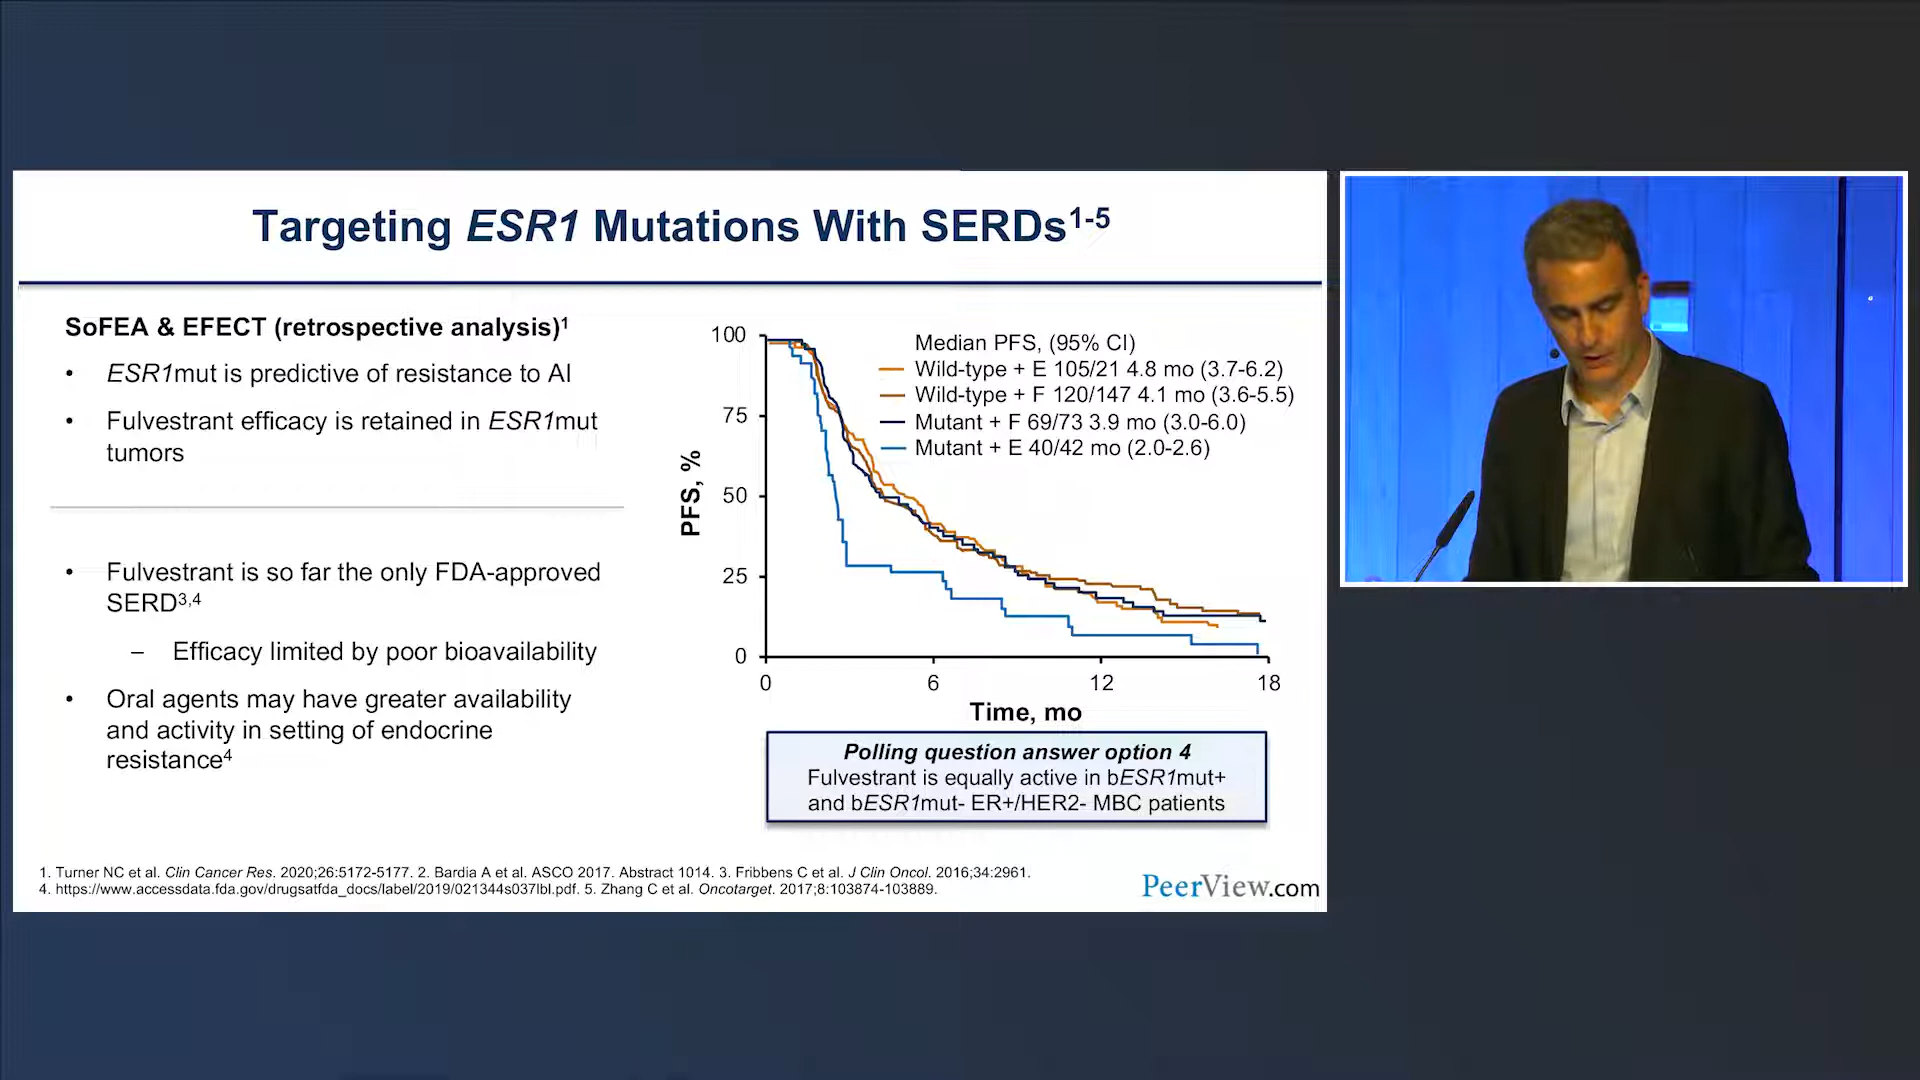 Targeting ESR1 Mutations With SERDs1-5
SoFEA & EFECT (retrospective analysis)1
• ESR1mut is predictive of resistance to AI
• Fulvestrant efficacy is retained in ESR1mut
tumors
• Fulvestrant is so far the only FDA-approved
SERD3,4
– Efficacy limited by poor bioavailability
• Oral agents may have greater availability
and activity in setting of endocrine
resistance4
PFS, %
100
75
50
25
0
0 6 12 18
Time, mo
Median PFS, (95% CI)
Wild-type + E 105/21 4.8 mo (3.7-6.2)
Wild-type + F 120/147 4.1 mo (3.6-5.5)
Mutant + F 69/73 3.9 mo (3.0-6.0)
Mutant + E 40/42 mo (2.0-2.6)
Polling question answer option 4
Fulvestrant is equally active in bESR1mut+
and bESR1mut- ER+/HER2- MBC patients
1. Turner NC et al. Clin Cancer Res. 2020;26:5172-5177. 2. Bardia A et al. ASCO 2017. Abstract 1014. 3. Fribbens C et al. J Clin Oncol. 2016;34:2961.
4. https://www.accessdata.fda.gov/drugsatfda_docs/label/2019/021344s037lbl.pdf. 5. Zhang C et al. Oncotarget. 2017;8:103874-103889.
PeerView.com